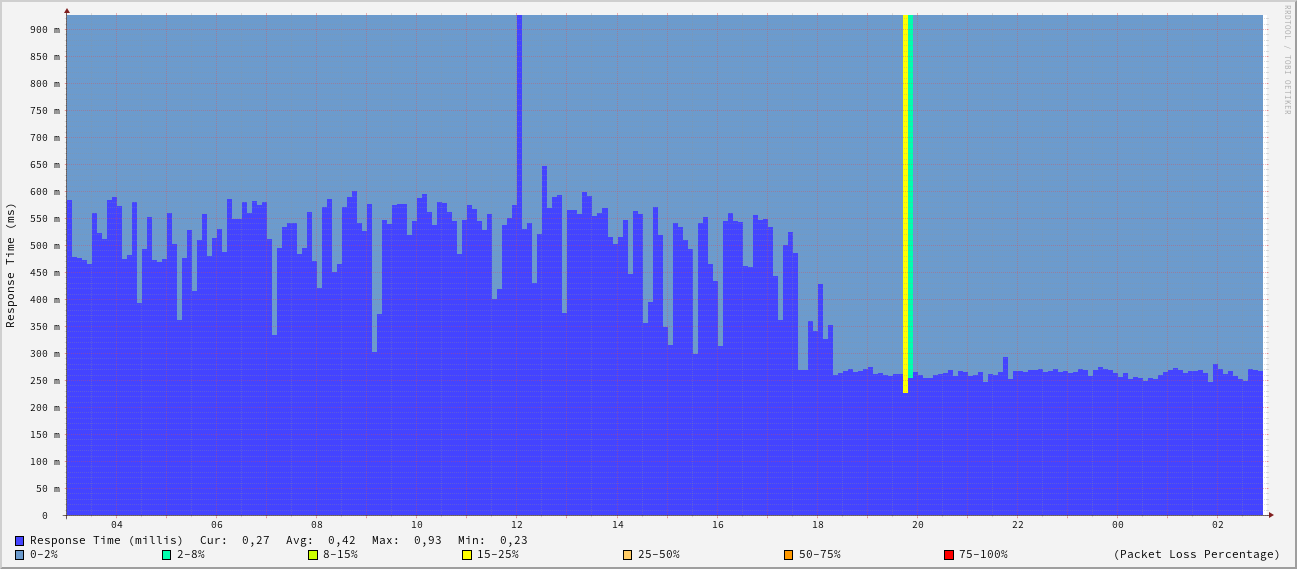 RRDTOOL / TOBI OETIKER
Response Time (ms)
900 m
850 m
800 m
750 m
700 m
650 m
600 m
550 m
500 m
450 m
400 m
350 m
300 m
250 m
200 m
150 m
100 m
50 m
0
04 06 08 10 12 14 16 18 20 22 00 02
Response Time (millis) Cur: 0,27 Avg: 0,42 Max: 0,93 Min: 0,23
0-2% 2-8% 8-15% 15-25% 25-50% 50-75% 75-100% (Packet Loss Percentage)